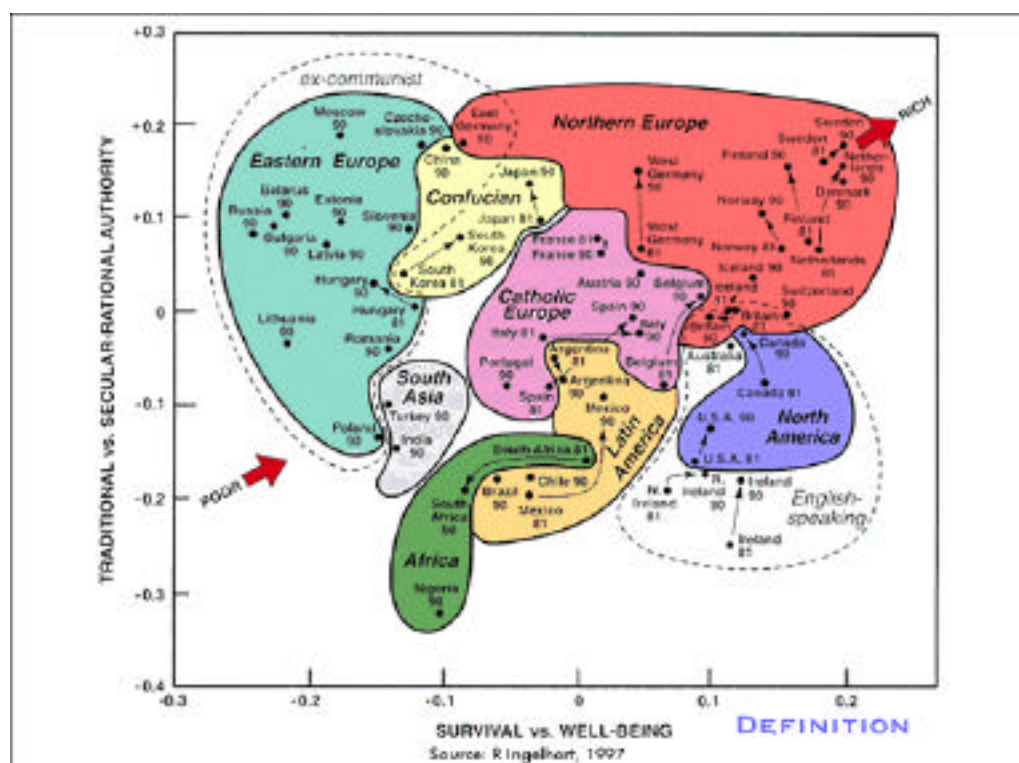 +0.3
+0.2
+0.1
0
-0.1
-0.2
-0.3
-0.4
TRADITIONAL vs. SECULAR-RATIONAL AUTHORITY
ex-communist
Moscow
90
Czecho-
slovakia 90
East
Germany
90
Eastern Europe
China
90
Confucian
Japan 90
Japan 81
South
Korea
90
South
Korea 81
Belarus
90
Russia
90
Estonia
90
Bulgaria
90
Latvia 90
Slovenia
90
Hungary
90
Hungary
81
Lithuania
90
Romania
90
Poland
90
Northern Europe
West
Germany
90
West
Germany
81
Finland 90
Sweden
90
Sweden
81
Nether-
lands
90
Denmark
90
Norway 90
Finland
81
Norway 81
Netherlands
81
Iceland 90
Iceland
81
Switzerland
90
Britain
90
Britain
81
RICH
France 81
France 90
Austria 90
Belgium
90
Catholic
Europe
Spain 90
Italy 81
Italy
90
Portugal
90
Spain
81
Belgium
81
South
Asia
Turkey 90
India
90
Argentina
81
Argentina
90
Mexico
90
Latin
America
Brazil
90
Chile 90
Mexico
81
South Africa 81
South
Africa
90
Africa
Nigeria
90
Australia
81
Canada
90
Canada 81
U.S.A. 90
U.S.A. 81
North
America
N.
Ireland
81
N.
Ireland
90
Ireland
90
Ireland
81
English-
speaking
POOR
-0.3
-0.2
-0.1
0
0.1
0.2
SURVIVAL vs. WELL-BEING
DEFINITION
Source: R Ingelhart, 1997